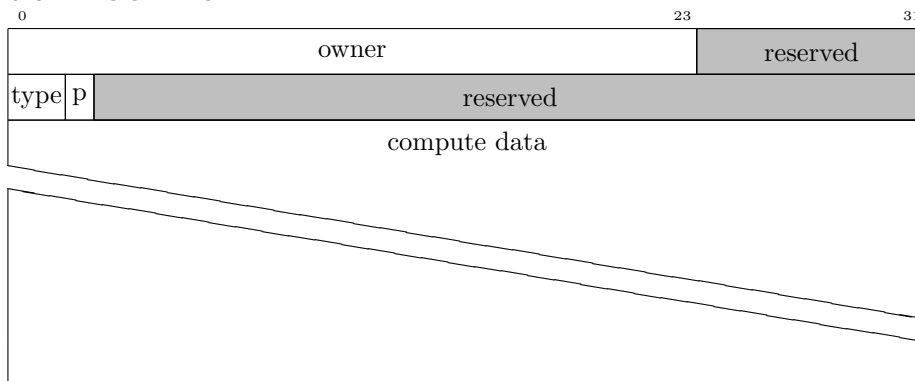 0 23 31
owner reserved
type p reserved
compute data